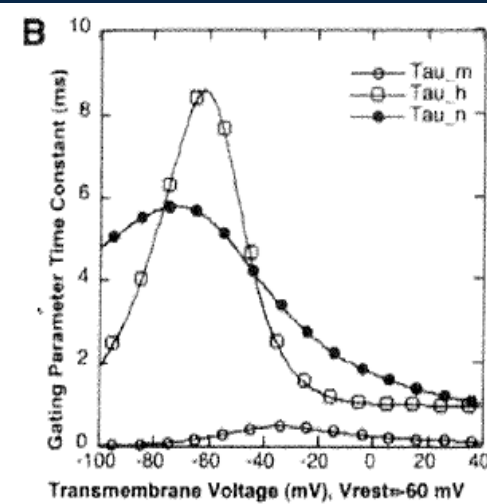 B
10
8
6
4
2
0
Gating Parameter Time Constant (ms)
Tau_m
Tau_h
Tau_n
-100 -80 -60 -40 -20 0 20 40
Transmembrane Voltage (mV), Vrest=-60 mV